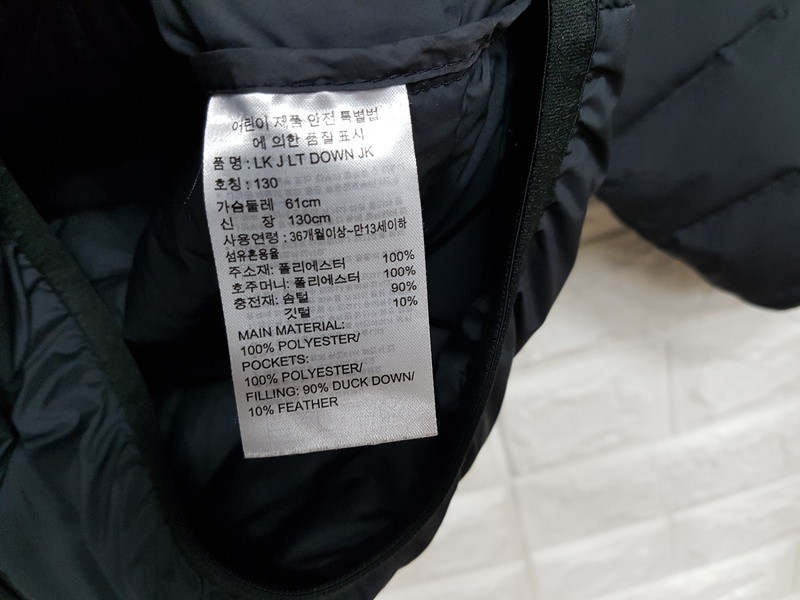 어린이 제품 안전 특별법
에 의한 품질 표시
품 명 : LK J LT DOWN JK
호칭 : 130
가슴둘레 61cm
신 장 130cm
사용연령 : 36개월이상~만13세이하
섬유혼용율
주소재: 폴리에스터 100%
호주머니: 폴리에스터 100%
충전재: 솜털 90%
깃털 10%
MAIN MATERIAL:
100% POLYESTER/
POCKETS:
100% POLYESTER/
FILLING: 90% DUCK DOWN/
10% FEATHER